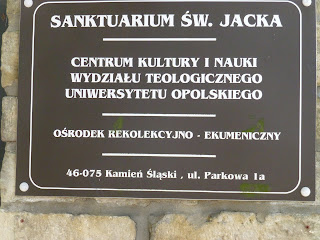 SANKTUARIUM ŚW. JACKA
CENTRUM KULTURY I NAUKI
WYDZIAŁU TEOLOGICZNEGO
UNIWERSYTETU OPOLSKIEGO
OŚRODEK REKOLEKCYJNO - EKUMENICZNY
46-075 Kamień Śląski , ul. Parkowa 1a